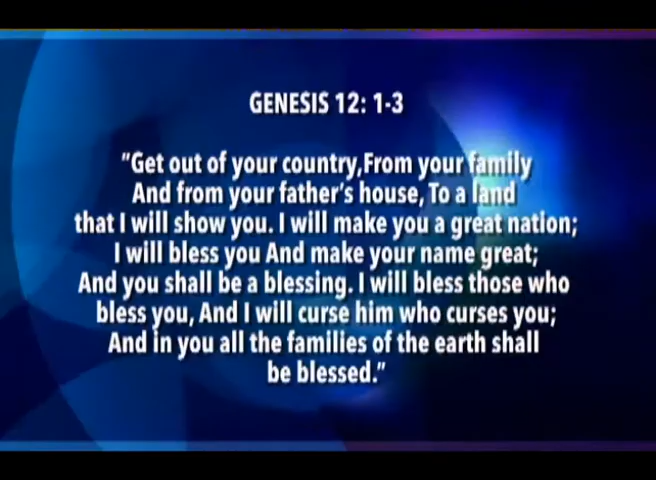 GENESIS 12: 1-3
"Get out of your country,From your family
And from your father's house, To a land
that I will show you. I will make you a great nation;
I will bless you And make your name great;
And you shall be a blessing. I will bless those who
bless you, And I will curse him who curses you;
And in you all the families of the earth shall
be blessed."